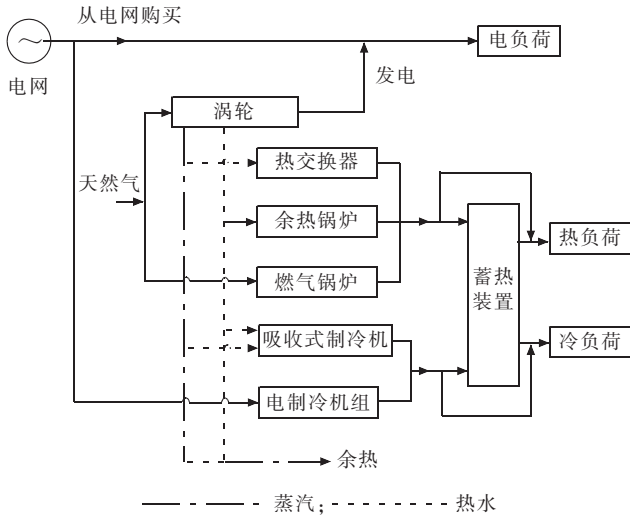 从电网购买
电负荷
电网
发电
涡轮
天然气
热交换器
余热锅炉
燃气锅炉
热负荷
蓄热
装置
吸收式制冷机
冷负荷
电制冷机组
余热
蒸汽; 热水